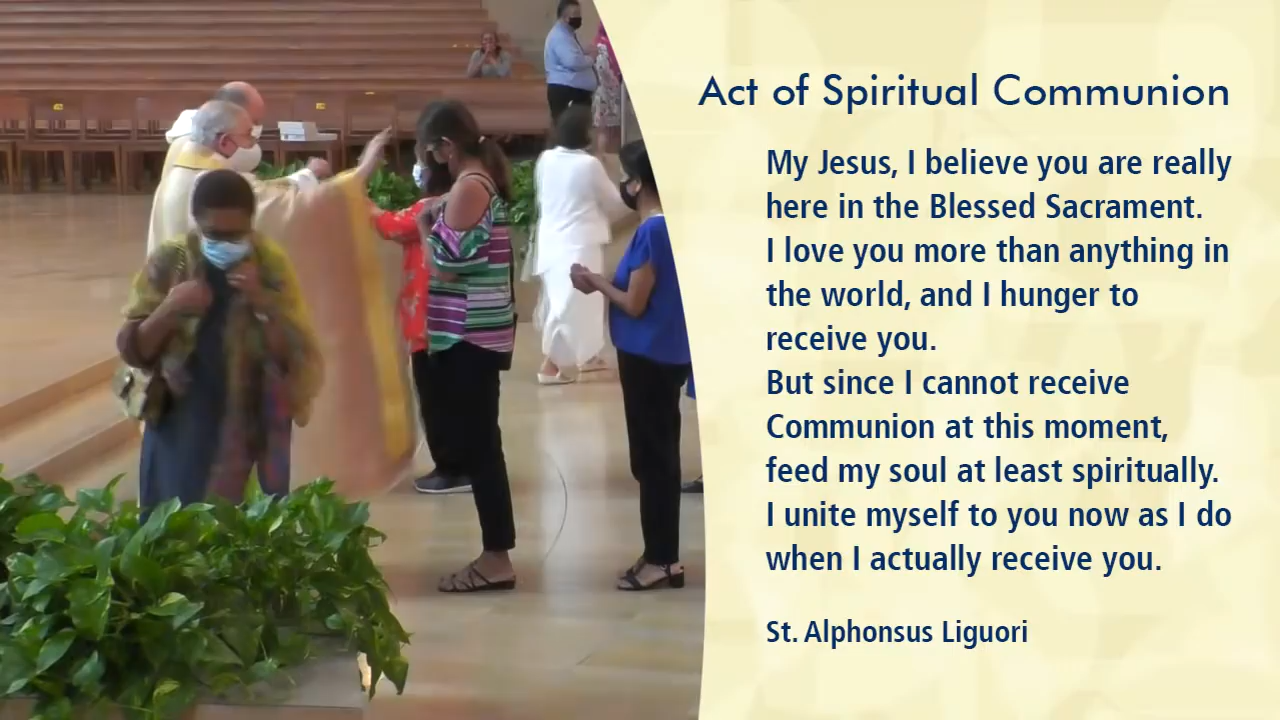 Act of Spiritual Communion
My Jesus, I believe you are really
here in the Blessed Sacrament.
I love you more than anything in
the world, and I hunger to
receive you.
But since I cannot receive
Communion at this moment,
feed my soul at least spiritually.
I unite myself to you now as I do
when I actually receive you.
St. Alphonsus Liguori